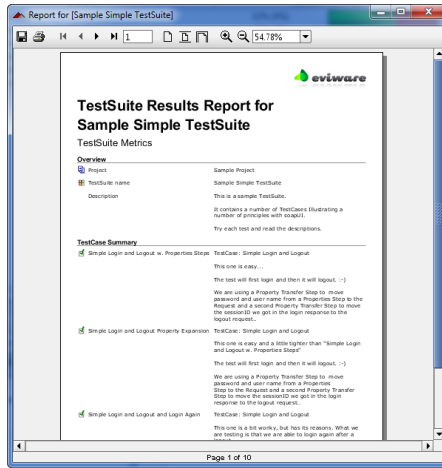 Report for [Sample Simple TestSuite]
1
54.78%
eviware
TestSuite Results Report for
Sample Simple TestSuite
TestSuite Metrics
Overview
Project Sample Project
TestSuite name Sample Simple TestSuite
Description This is a sample TestSuite.
It contains a number of TestCases Illustrating a
number of principles with soapUI.
Try each test and read the descriptions.
TestCase Summary
Simple Login and Logout w. Properties Steps TestCase: Simple Login and Logout
This one is easy...
The test will first login and then it will logout. :-)
We are using a Property Transfer Step to move
password and user name from a Properties Step to the
Request and a second Property Transfer Step to move
the sessionID we got in the login response to the
logout request..
Simple Login and Logout Property Expansion TestCase: Simple Login and Logout
This one is easy and a little tighter than "Simple Login
and Logout w. Properties Steps"
The test will first login and then it will logout. :-)
We are using a Property Transfer Step to move
password and user name from a Properties
Step to the Request and a second Property Transfer
Step to move the sessionID we got in the login
response to the logout request..
Simple Login and Logout and Login Again TestCase: Simple Login and Logout
This one is a bit wonky, but has its reasons. What we
are testing is that we are able to login again after a
Page 1 of 10